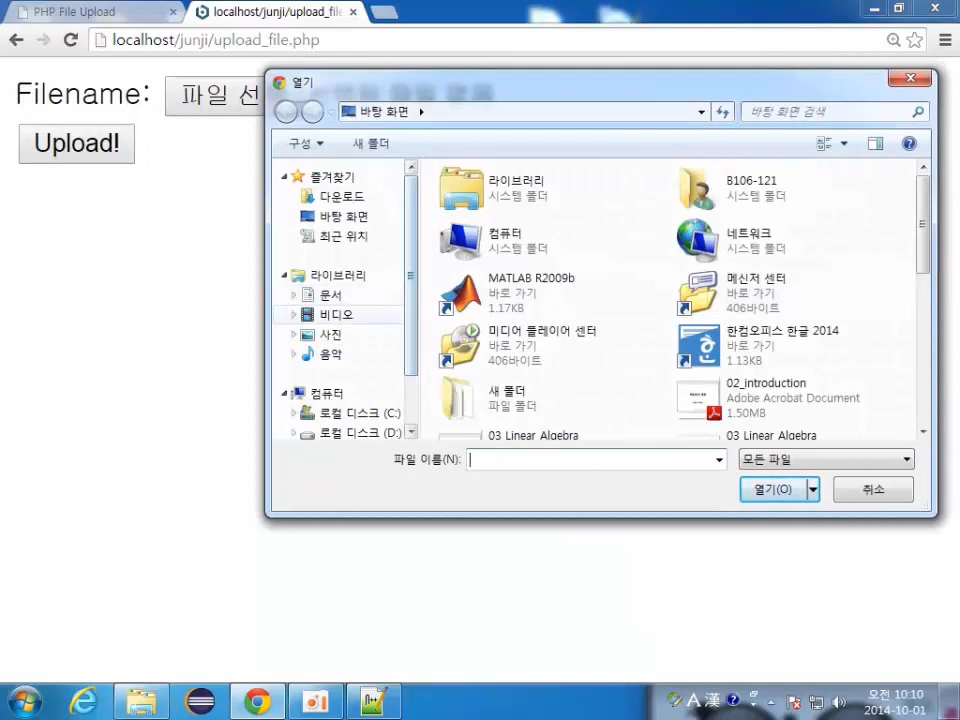 PHP File Upload
localhost/junji/upload_file
localhost/junji/upload_file.php
Filename:
파일 선
Upload!
열기
바탕 화면
바탕 화면 검색
구성
새 폴더
즐겨찾기
다운로드
바탕 화면
최근 위치
라이브러리
문서
비디오
사진
음악
컴퓨터
로컬 디스크 (C:)
로컬 디스크 (D:)
라이브러리
시스템 폴더
B106-121
시스템 폴더
컴퓨터
시스템 폴더
네트워크
시스템 폴더
MATLAB R2009b
바로 가기
1.17KB
메신저 센터
바로 가기
406바이트
미디어 플레이어 센터
바로 가기
406바이트
한컴오피스 한글 2014
바로 가기
1.13KB
새 폴더
파일 폴더
02_introduction
Adobe Acrobat Document
1.50MB
03 Linear Algebra
03 Linear Algebra
파일 이름(N):
모든 파일
열기(O)
취소
A 漢
오전 10:10
2014-10-01